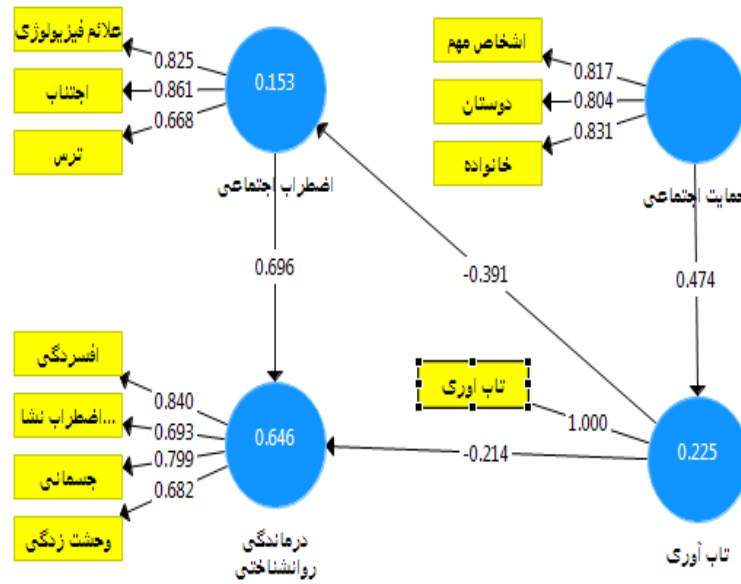 علائم فیزیولوژی
اجتناب
ترس
0.825
0.861
0.668
0.153
اضطراب اجتماعی
اشخاص مهم
دوستان
خانواده
0.817
0.804
0.831
حمایت اجتماعی
0.696
-0.391
0.474
افسردگی
اضطراب نشا...
جسمانی
وحشت زدگی
0.840
0.693
0.799
0.682
0.646
درماندگی
روانشناختی
تاب اوری
1.000
-0.214
0.225
تاب آوری